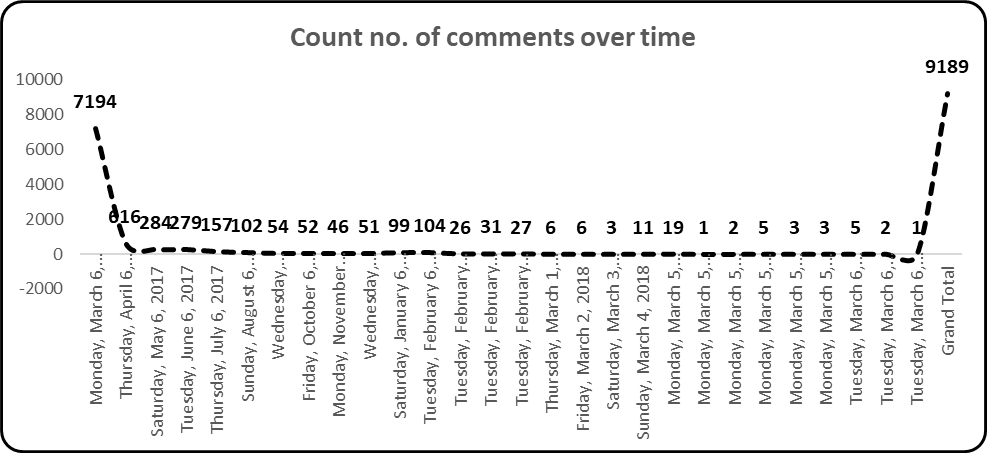 Count no. of comments over time
10000
8000
6000
4000
2000
0
-2000
7194
616
284
279
157
102
54
52
46
51
99
104
26
31
27
6
6
3
11
19
1
2
5
3
3
5
2
1
9189
Monday, March 6,...
Thursday, April 6,...
Saturday, May 6, 2017
Tuesday, June 6, 2017
Thursday, July 6, 2017
Sunday, August 6,...
Wednesday,...
Friday, October 6,...
Monday, November...
Wednesday,...
Saturday, January 6,...
Tuesday, February 6,...
Tuesday, February...
Tuesday, February...
Tuesday, February...
Thursday, March 1,...
Friday, March 2, 2018
Saturday, March 3,...
Sunday, March 4, 2018
Monday, March 5,...
Monday, March 5,...
Monday, March 5,...
Monday, March 5,...
Monday, March 5,...
Monday, March 5,...
Tuesday, March 6,...
Tuesday, March 6,...
Tuesday, March 6,...
Grand Total